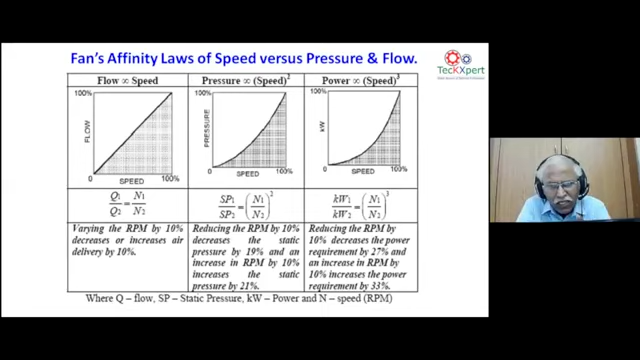 Fan's Affinity Laws of Speed versus Pressure & Flow.
TecKXpert
Flow ∞ Speed
Pressure ∞ (Speed)²
Power ∞ (Speed)³
100%
FLOW
0
SPEED
100%
100%
PRESSURE
0
SPEED
100%
100%
kW
0
SPEED
100%
Q1/Q2 = N1/N2
SP1/SP2 = (N1/N2)²
kW1/kW2 = (N1/N2)³
Varying the RPM by 10%
decreases or increases air
delivery by 10%.
Reducing the RPM by 10%
decreases the static
pressure by 19% and an
increase in RPM by 10%
increases the static
pressure by 21%.
Reducing the RPM by
10% decreases the power
requirement by 27% and
an increase in RPM by
10% increases the power
requirement by 33%.
Where Q – flow, SP – Static Pressure, kW – Power and N – speed (RPM)